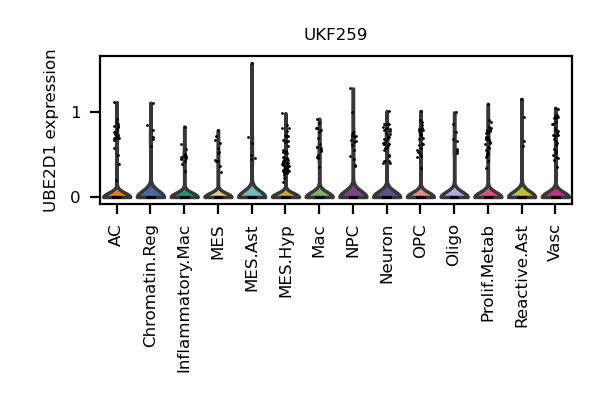 UKF259
UBE2D1 expression
1
0
AC
Chromatin.Reg
Inflammatory.Mac
MES
MES.Ast
MES.Hyp
Mac
NPC
Neuron
OPC
Oligo
Prolif.Metab
Reactive.Ast
Vasc